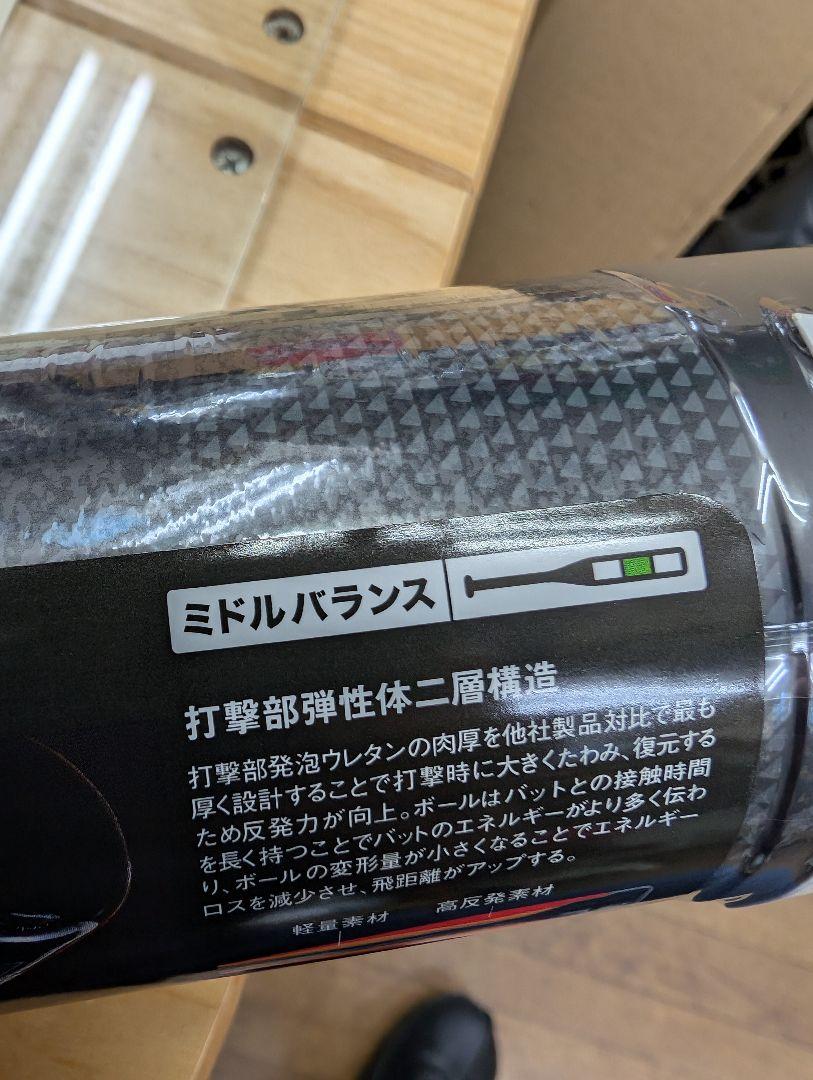 ミドルバランス
打撃部弾性体二層構造
打撃部発泡ウレタンの肉厚を他社製品対比で最も
厚く設計することで打撃時に大きくたわみ、復元する
ため反発力が向上。ボールはバットとの接触時間
を長く持つことでバットのエネルギーがより多く伝わ
り、ボールの変形量が小さくなることでエネルギー
ロスを減少させ、飛距離がアップする。
軽量素材 高反発素材